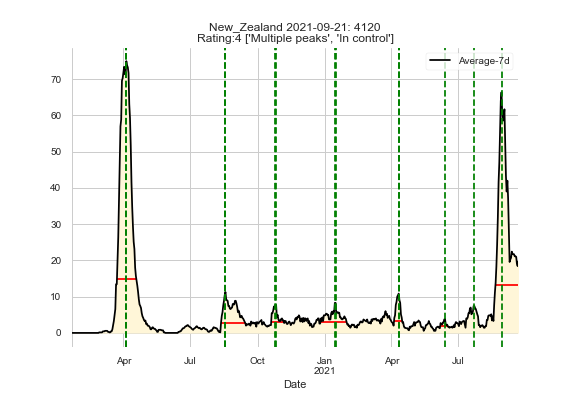 New_Zealand 2021-09-21: 4120
Rating:4 ['Multiple peaks', 'In control']
Average-7d
70
60
50
40
30
20
10
0
Apr Jul Oct Jan Apr Jul
2021
Date